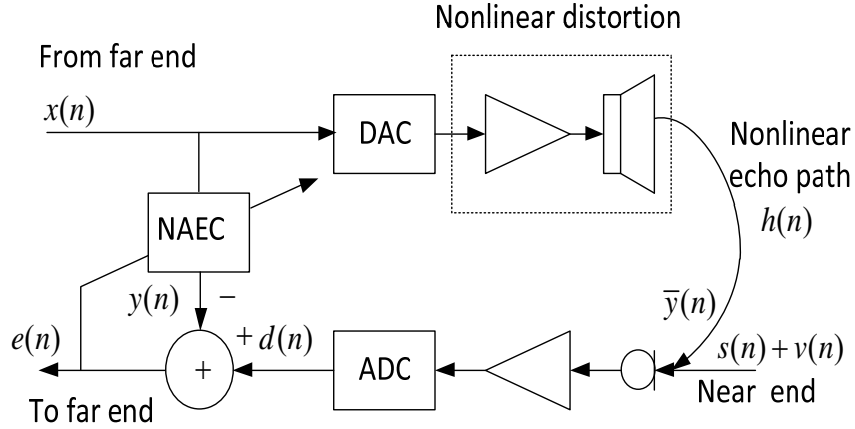 Nonlinear distortion
From far end
x(n)
DAC
Nonlinear
echo path
h(n)
NAEC
y(n)
−
ȳ(n)
e(n)
+
+ d(n)
ADC
s(n) + v(n)
Near end
To far end